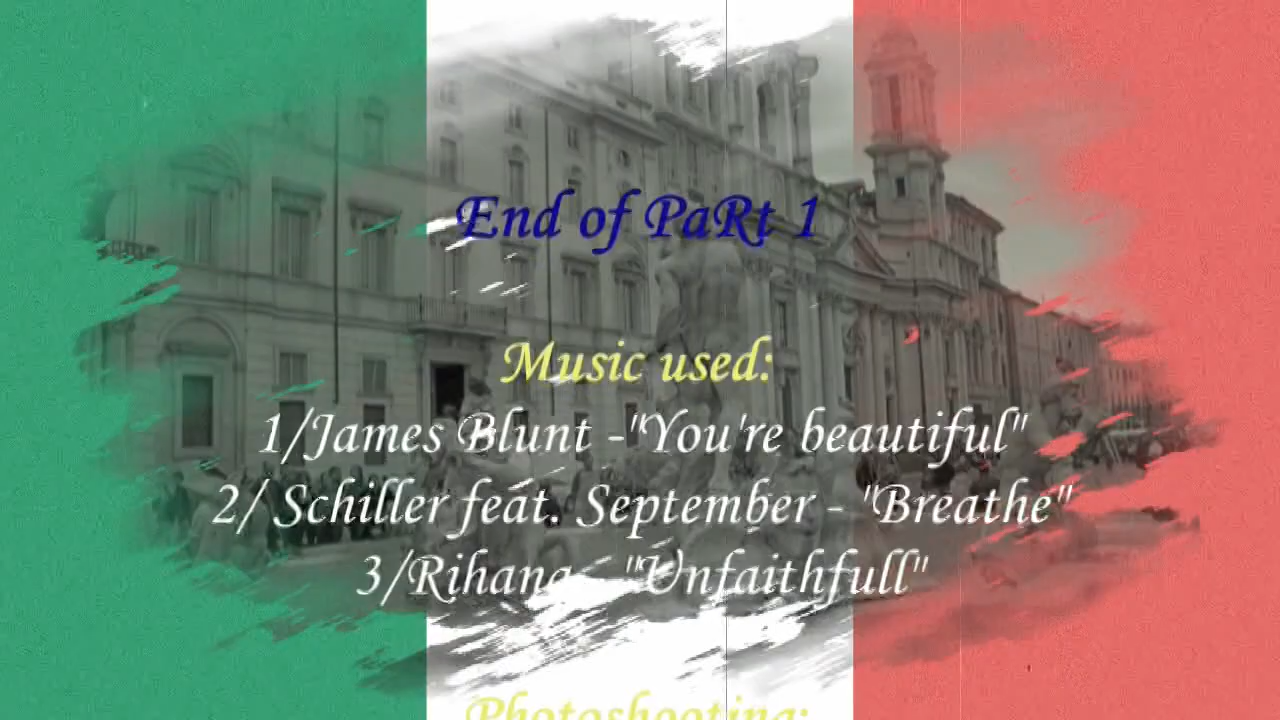 End of PaRt 1
Music used:
1/James Blunt -"You're beautiful"
2/ Schiller feat. September - "Breathe"
3/Rihana - "Unfaithfull"
Photoshooting: